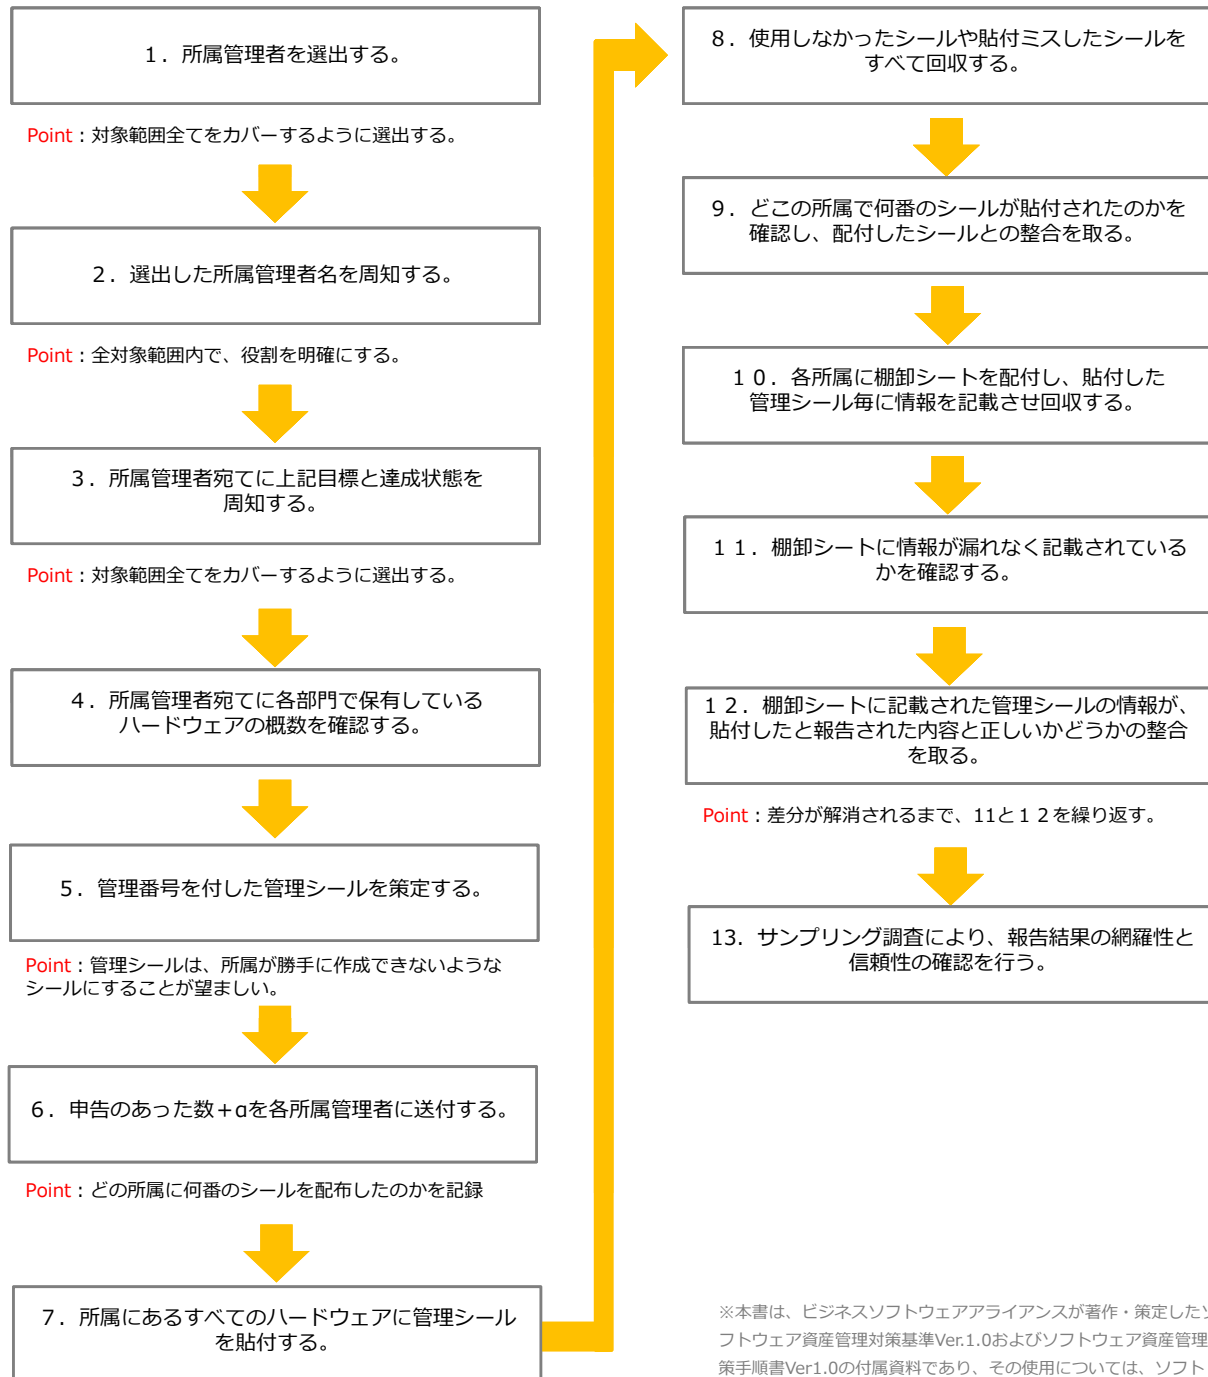 1．所属管理者を選出する。
Point：対象範囲全てをカバーするように選出する。
2．選出した所属管理者名を周知する。
Point：全対象範囲内で、役割を明確にする。
3．所属管理者宛てに上記目標と達成状態を
周知する。
Point：対象範囲全てをカバーするように選出する。
4．所属管理者宛てに各部門で保有している
ハードウェアの概数を確認する。
5．管理番号を付した管理シールを策定する。
Point：管理シールは、所属が勝手に作成できないような
シールにすることが望ましい。
6．申告のあった数＋αを各所属管理者に送付する。
Point：どの所属に何番のシールを配布したのかを記録
7．所属にあるすべてのハードウェアに管理シール
を貼付する。
8．使用しなかったシールや貼付ミスしたシールを
すべて回収する。
9．どこの所属で何番のシールが貼付されたのかを
確認し、配付したシールとの整合を取る。
１０．各所属に棚卸シートを配付し、貼付した
管理シール毎に情報を記載させ回収する。
１１．棚卸シートに情報が漏れなく記載されている
かを確認する。
１２．棚卸シートに記載された管理シールの情報が、
貼付したと報告された内容と正しいかどうかの整合
を取る。
Point：差分が解消されるまで、11と１２を繰り返す。
13．サンプリング調査により、報告結果の網羅性と
信頼性の確認を行う。
※本書は、ビジネスソフトウェアアライアンスが著作・策定したソ
フトウェア資産管理対策基準Ver.1.0およびソフトウェア資産管理
策手順書Ver1.0の付属資料であり、その使用については、ソフト